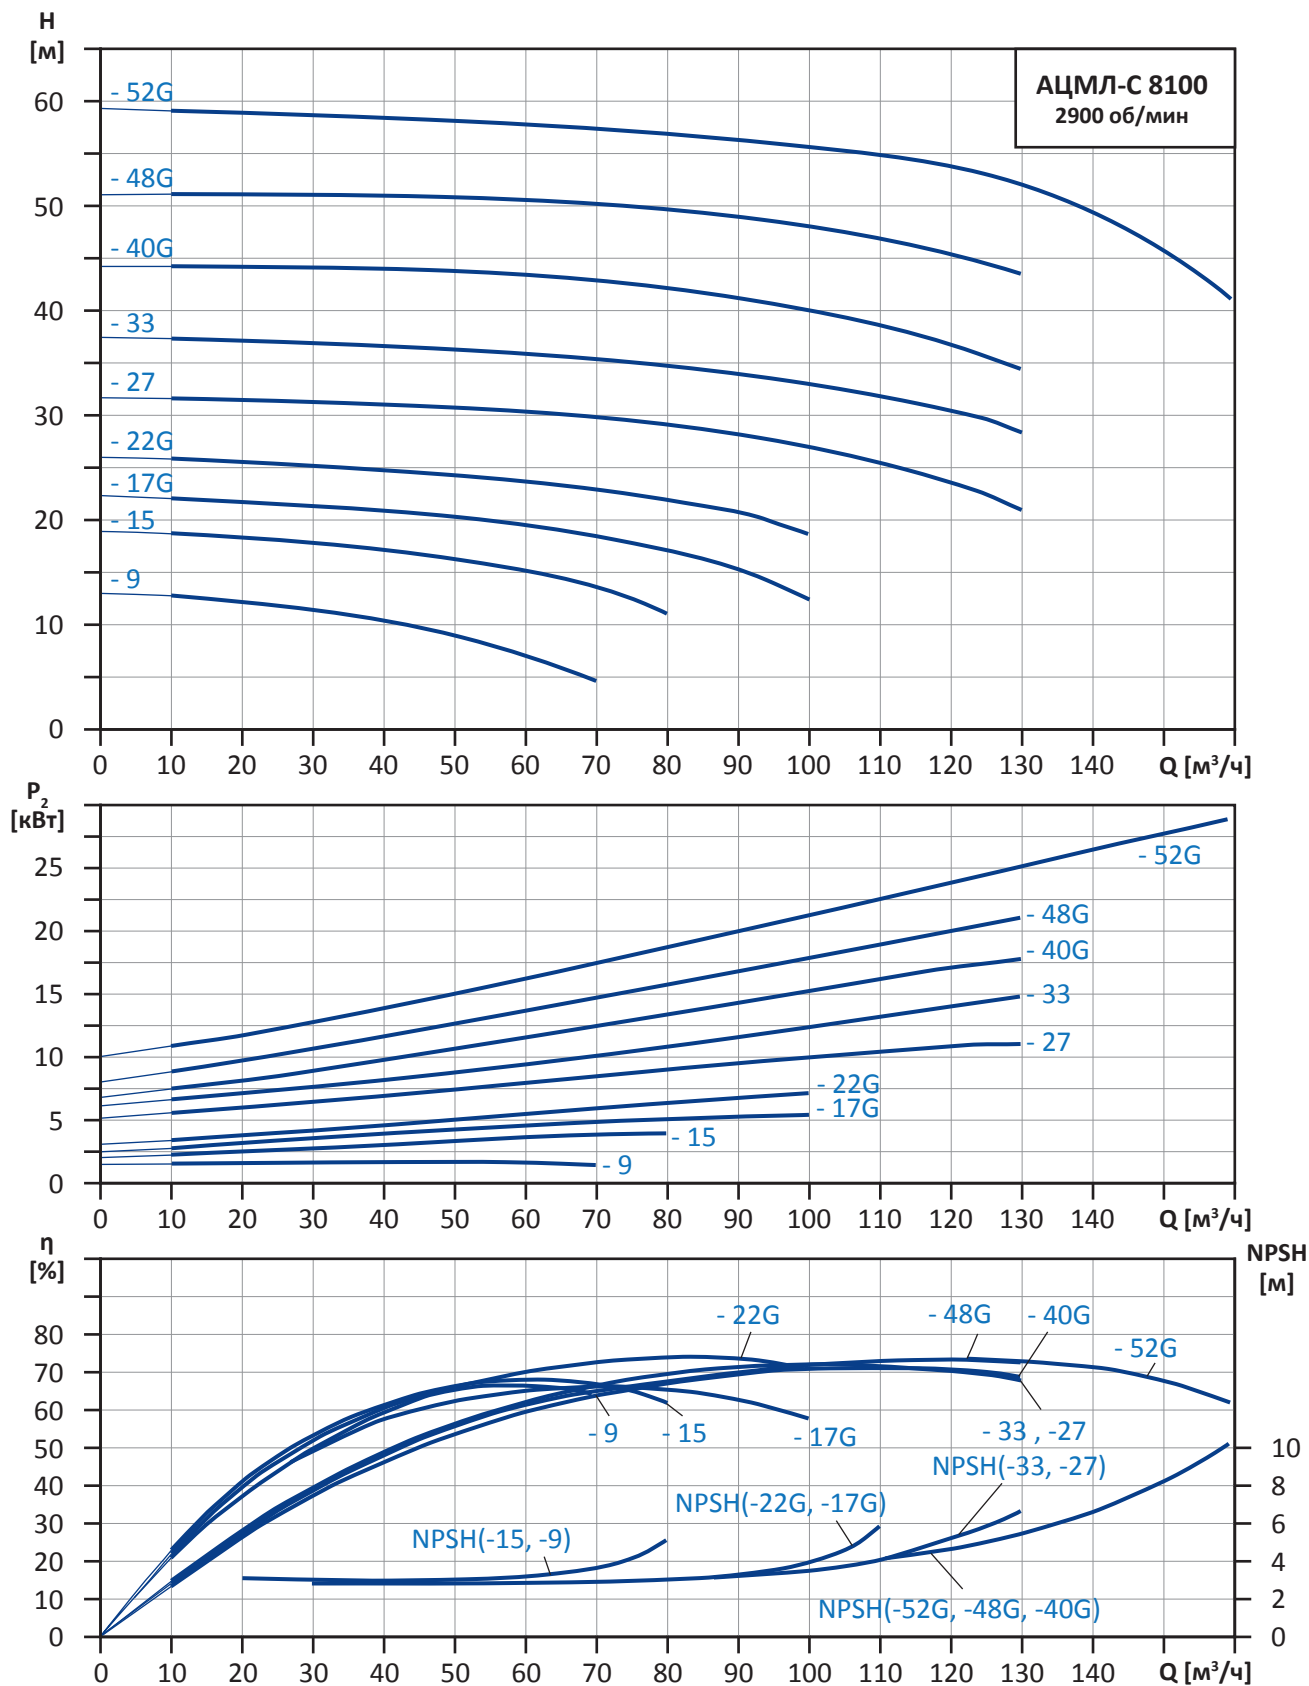 H
[м]
АЦМЛ-С 8100
2900 об/мин
60
50
40
30
20
10
0
- 52G
- 48G
- 40G
- 33
- 27
- 22G
- 17G
- 15
- 9
0 10 20 30 40 50 60 70 80 90 100 110 120 130 140 Q [м³/ч]
P₂
[кВт]
25
20
15
10
5
0
- 52G
- 48G
- 40G
- 33
- 27
- 22G
- 17G
- 15
- 9
0 10 20 30 40 50 60 70 80 90 100 110 120 130 140 Q [м³/ч]
η
[%]
NPSH
[м]
80
70
60
50
40
30
20
10
0
- 22G
- 48G
- 40G
- 52G
- 9
- 15
- 17G
- 33 , -27
NPSH(-33, -27)
NPSH(-22G, -17G)
NPSH(-15, -9)
NPSH(-52G, -48G, -40G)
10
8
6
4
2
0
0 10 20 30 40 50 60 70 80 90 100 110 120 130 140 Q [м³/ч]